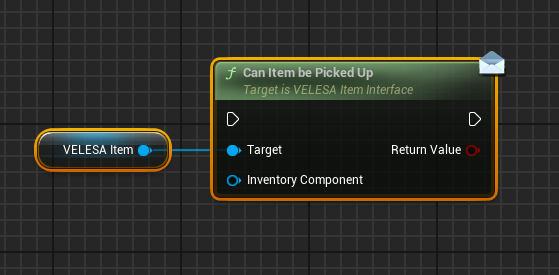 f Can Item be Picked Up
Target is VELESA Item Interface
VELESA Item
Target
Return Value
Inventory Component